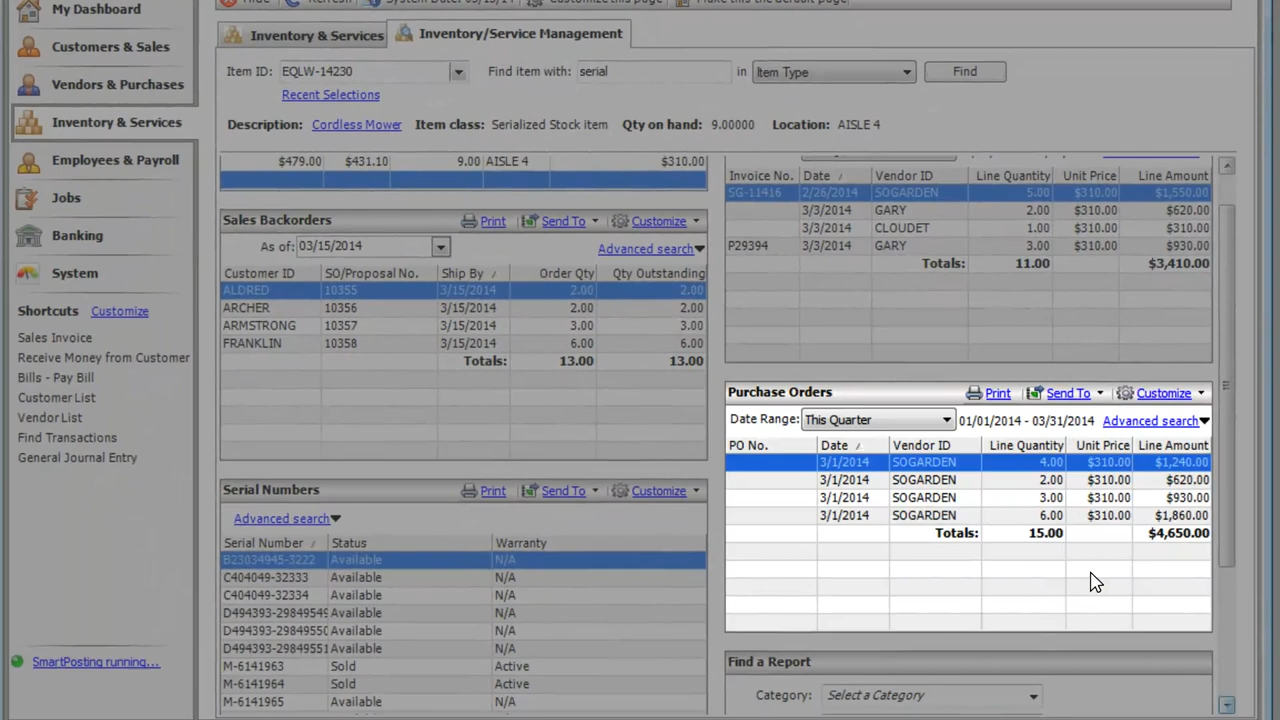 My Dashboard
Customers & Sales
Vendors & Purchases
Inventory & Services
Employees & Payroll
Jobs
Banking
System
Shortcuts Customize
Sales Invoice
Receive Money from Customer
Bills - Pay Bill
Customer List
Vendor List
Find Transactions
General Journal Entry
SmartPosting running...
Hide Refresh System Date: 03/15/14 Customize this page Make this the default page
Inventory & Services Inventory/Service Management
Item ID: EQLW-14230 Find item with: serial in Item Type Find
Recent Selections
Description: Cordless Mower Item class: Serialized Stock item Qty on hand: 9.00000 Location: AISLE 4
$479.00 $431.10 9.00 AISLE 4 $310.00
Sales Backorders Print Send To Customize
As of: 03/15/2014 Advanced search
Customer ID SO/Proposal No. Ship By / Order Qty Qty Outstanding
ALDRED 10355 3/15/2014 2.00 2.00
ARCHER 10356 3/15/2014 2.00 2.00
ARMSTRONG 10357 3/15/2014 3.00 3.00
FRANKLIN 10358 3/15/2014 6.00 6.00
Totals: 13.00 13.00
Serial Numbers Print Send To Customize
Advanced search
Serial Number / Status Warranty
B23034945-3222 Available N/A
C404049-32333 Available N/A
C404049-32334 Available N/A
D494393-29849549 Available N/A
D494393-29849550 Available N/A
D494393-29849551 Available N/A
M-6141963 Sold Active
M-6141964 Sold Active
M-6141965 Available N/A
Invoice No. Date / Vendor ID Line Quantity Unit Price Line Amount
SG-11416 2/26/2014 SOGARDEN 5.00 $310.00 $1,550.00
3/3/2014 GARY 2.00 $310.00 $620.00
3/3/2014 CLOUDET 1.00 $310.00 $310.00
P29394 3/3/2014 GARY 3.00 $310.00 $930.00
Totals: 11.00 $3,410.00
Purchase Orders Print Send To Customize
Date Range: This Quarter 01/01/2014 - 03/31/2014 Advanced search
PO No. Date / Vendor ID Line Quantity Unit Price Line Amount
3/1/2014 SOGARDEN 4.00 $310.00 $1,240.00
3/1/2014 SOGARDEN 2.00 $310.00 $620.00
3/1/2014 SOGARDEN 3.00 $310.00 $930.00
3/1/2014 SOGARDEN 6.00 $310.00 $1,860.00
Totals: 15.00 $4,650.00
Find a Report
Category: Select a Category